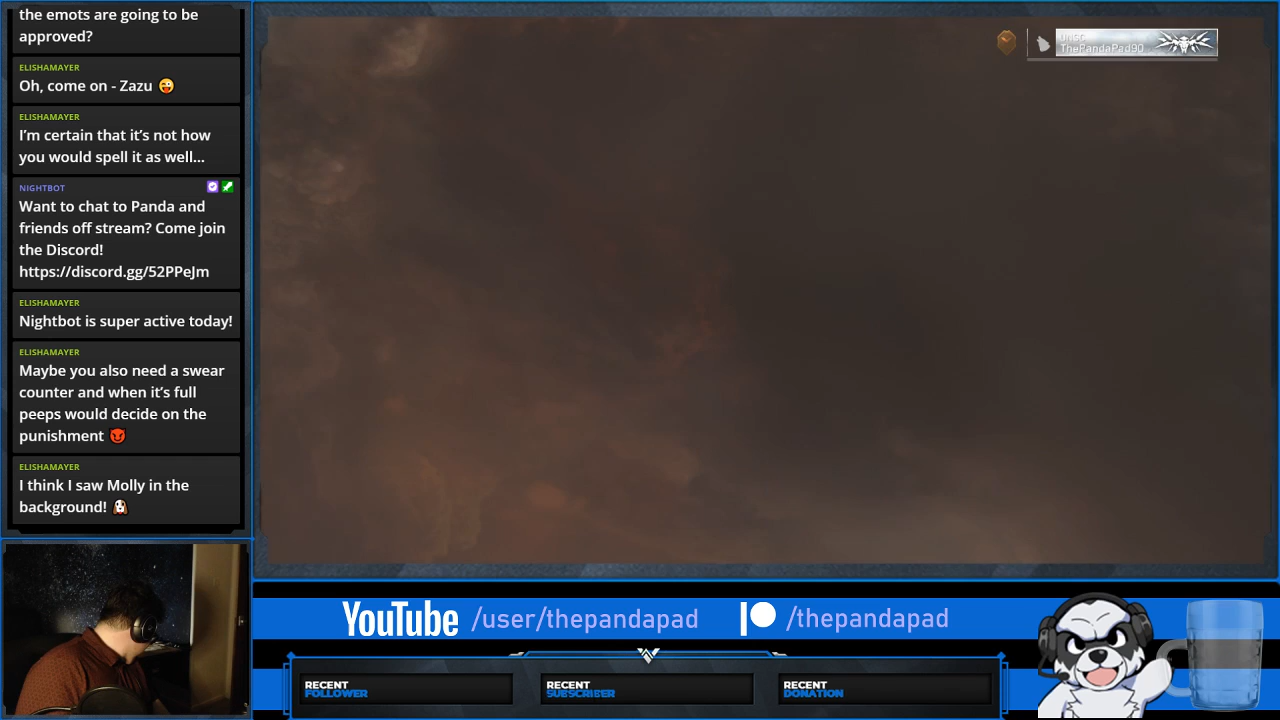 the emots are going to be
approved?
ELISHAMAYER
Oh, come on - Zazu 😜
ELISHAMAYER
I'm certain that it's not how
you would spell it as well...
NIGHTBOT
Want to chat to Panda and
friends off stream? Come join
the Discord!
https://discord.gg/52PPeJm
ELISHAMAYER
Nightbot is super active today!
ELISHAMAYER
Maybe you also need a swear
counter and when it's full
peeps would decide on the
punishment 😈
ELISHAMAYER
I think I saw Molly in the
background! 🐶
UNSC
ThePandaPad90
YouTube /user/thepandapad
/thepandapad
RECENT
FOLLOWER
RECENT
SUBSCRIBER
RECENT
DONATION